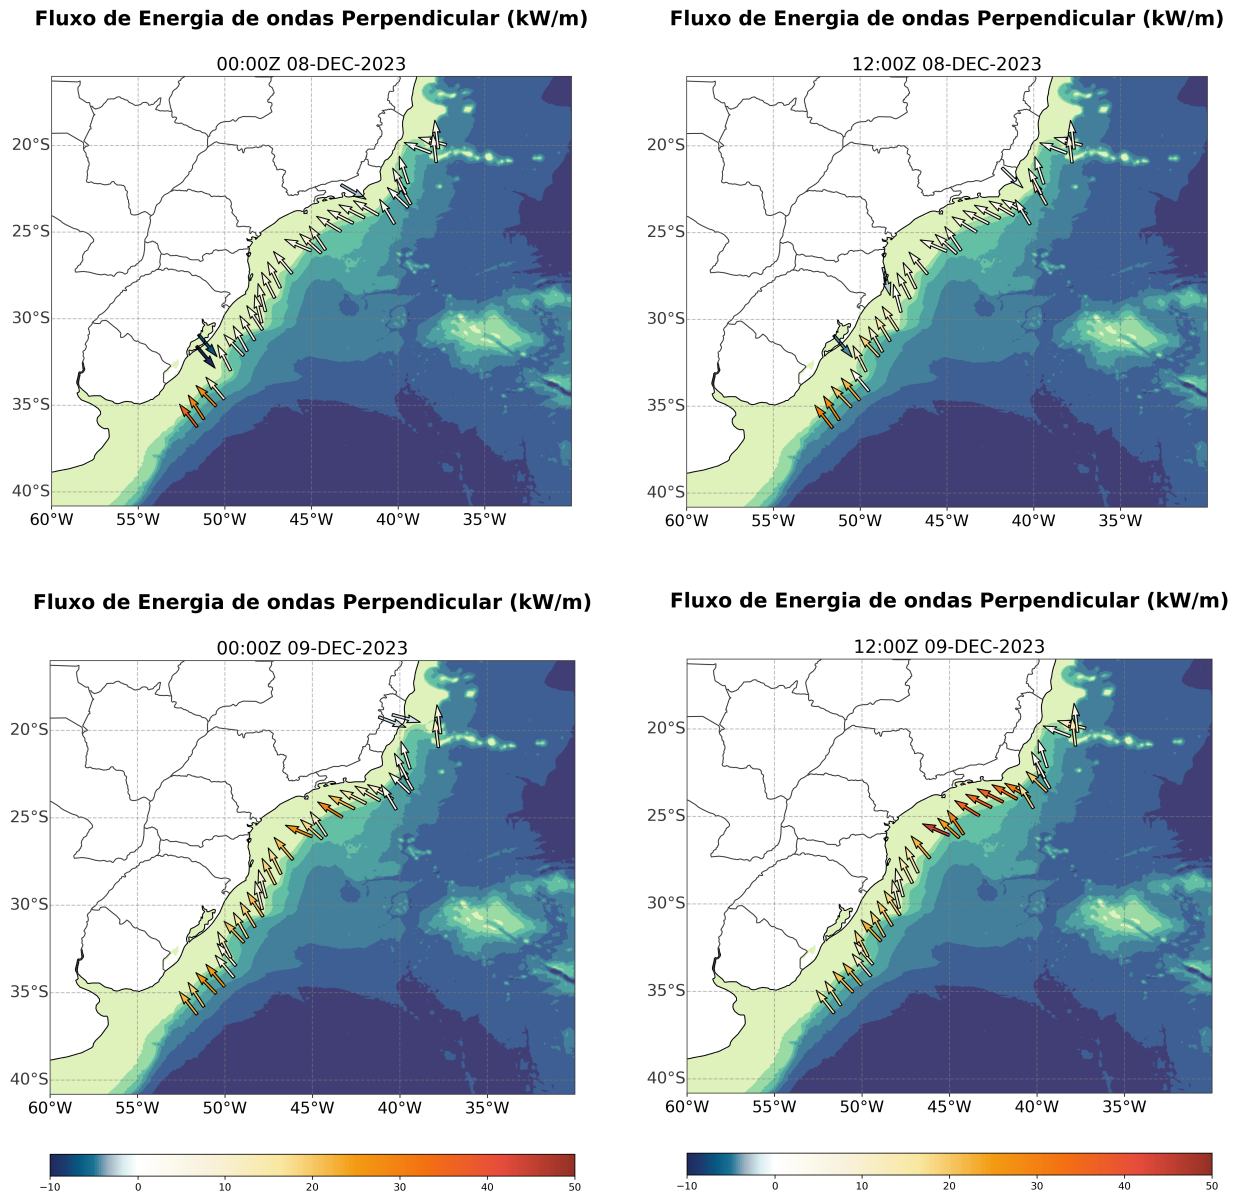 Fluxo de Energia de ondas Perpendicular (kW/m)
00:00Z 08-DEC-2023
20°S
25°S
30°S
35°S
40°S
60°W 55°W 50°W 45°W 40°W 35°W
Fluxo de Energia de ondas Perpendicular (kW/m)
12:00Z 08-DEC-2023
20°S
25°S
30°S
35°S
40°S
60°W 55°W 50°W 45°W 40°W 35°W
Fluxo de Energia de ondas Perpendicular (kW/m)
00:00Z 09-DEC-2023
20°S
25°S
30°S
35°S
40°S
60°W 55°W 50°W 45°W 40°W 35°W
−10 0 10 20 30 40 50
Fluxo de Energia de ondas Perpendicular (kW/m)
12:00Z 09-DEC-2023
20°S
25°S
30°S
35°S
40°S
60°W 55°W 50°W 45°W 40°W 35°W
−10 0 10 20 30 40 50